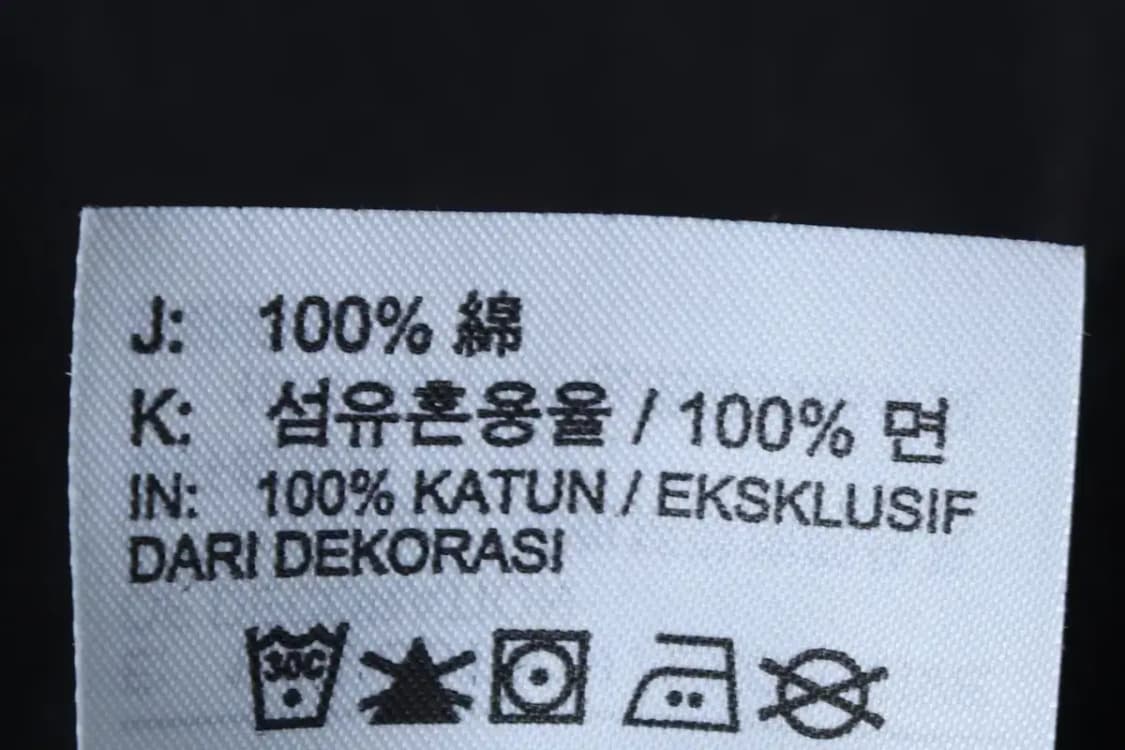 J: 100% 綿
K: 섬유혼용율 / 100% 면
IN: 100% KATUN / EKSKLUSIF
DARI DEKORASI
30C